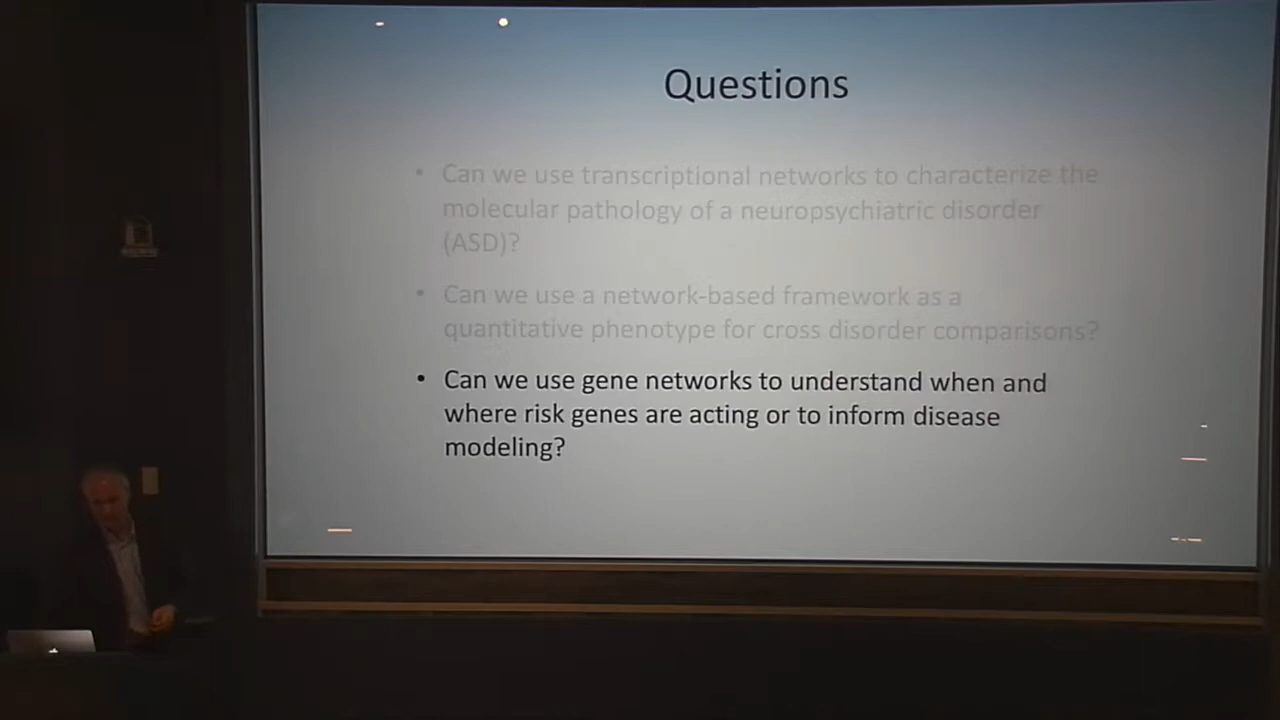 Questions
• Can we use transcriptional networks to characterize the
molecular pathology of a neuropsychiatric disorder
(ASD)?
• Can we use a network-based framework as a
quantitative phenotype for cross disorder comparisons?
• Can we use gene networks to understand when and
where risk genes are acting or to inform disease
modeling?